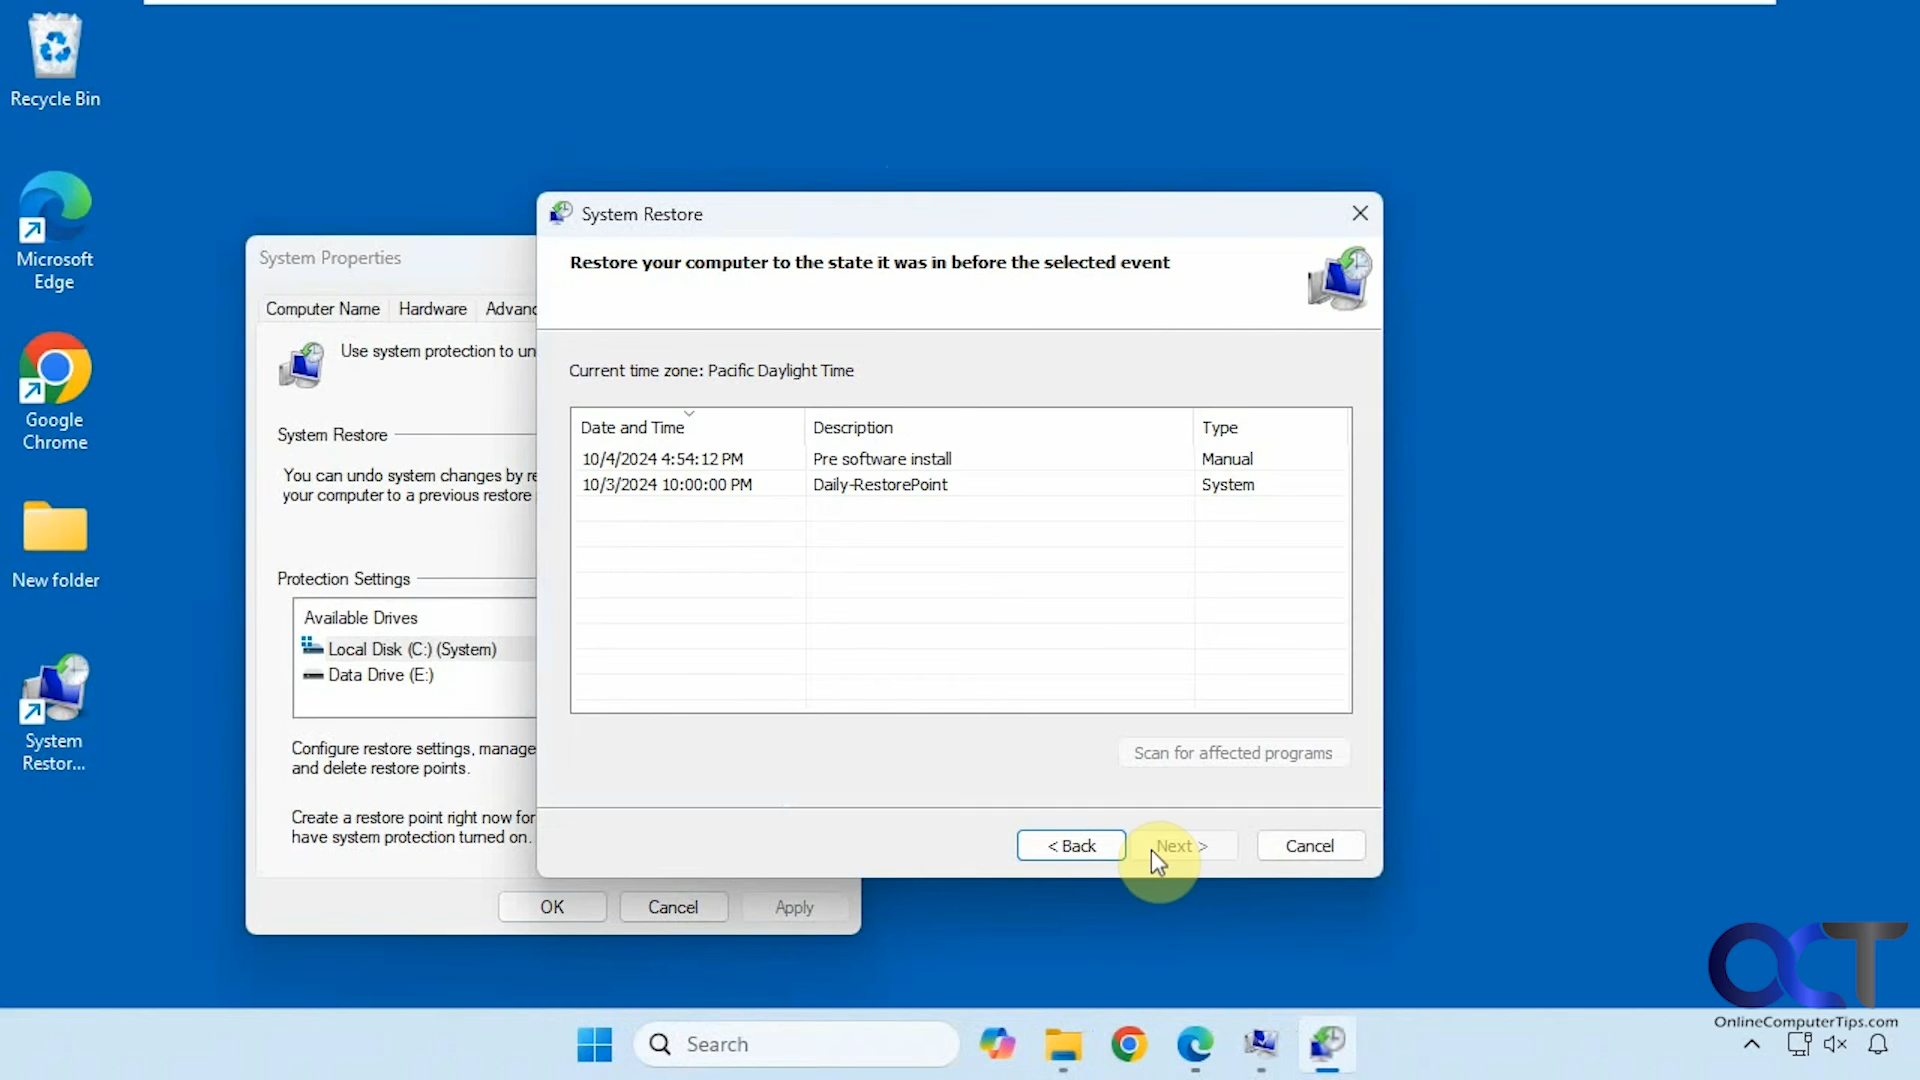 Recycle Bin
Microsoft
Edge
Google
Chrome
New folder
System
Restor...
System Properties
Computer Name
Hardware
Advanc
Use system protection to un
System Restore
You can undo system changes by re
your computer to a previous restore
Protection Settings
Available Drives
Local Disk (C:) (System)
Data Drive (E:)
Configure restore settings, manage
and delete restore points.
Create a restore point right now for
have system protection turned on.
OK
Cancel
Apply
System Restore
Restore your computer to the state it was in before the selected event
Current time zone: Pacific Daylight Time
Date and Time Description Type
10/4/2024 4:54:12 PM Pre software install Manual
10/3/2024 10:00:00 PM Daily-RestorePoint System
Scan for affected programs
< Back
Next >
Cancel
Search
OCT
OnlineComputerTips.com